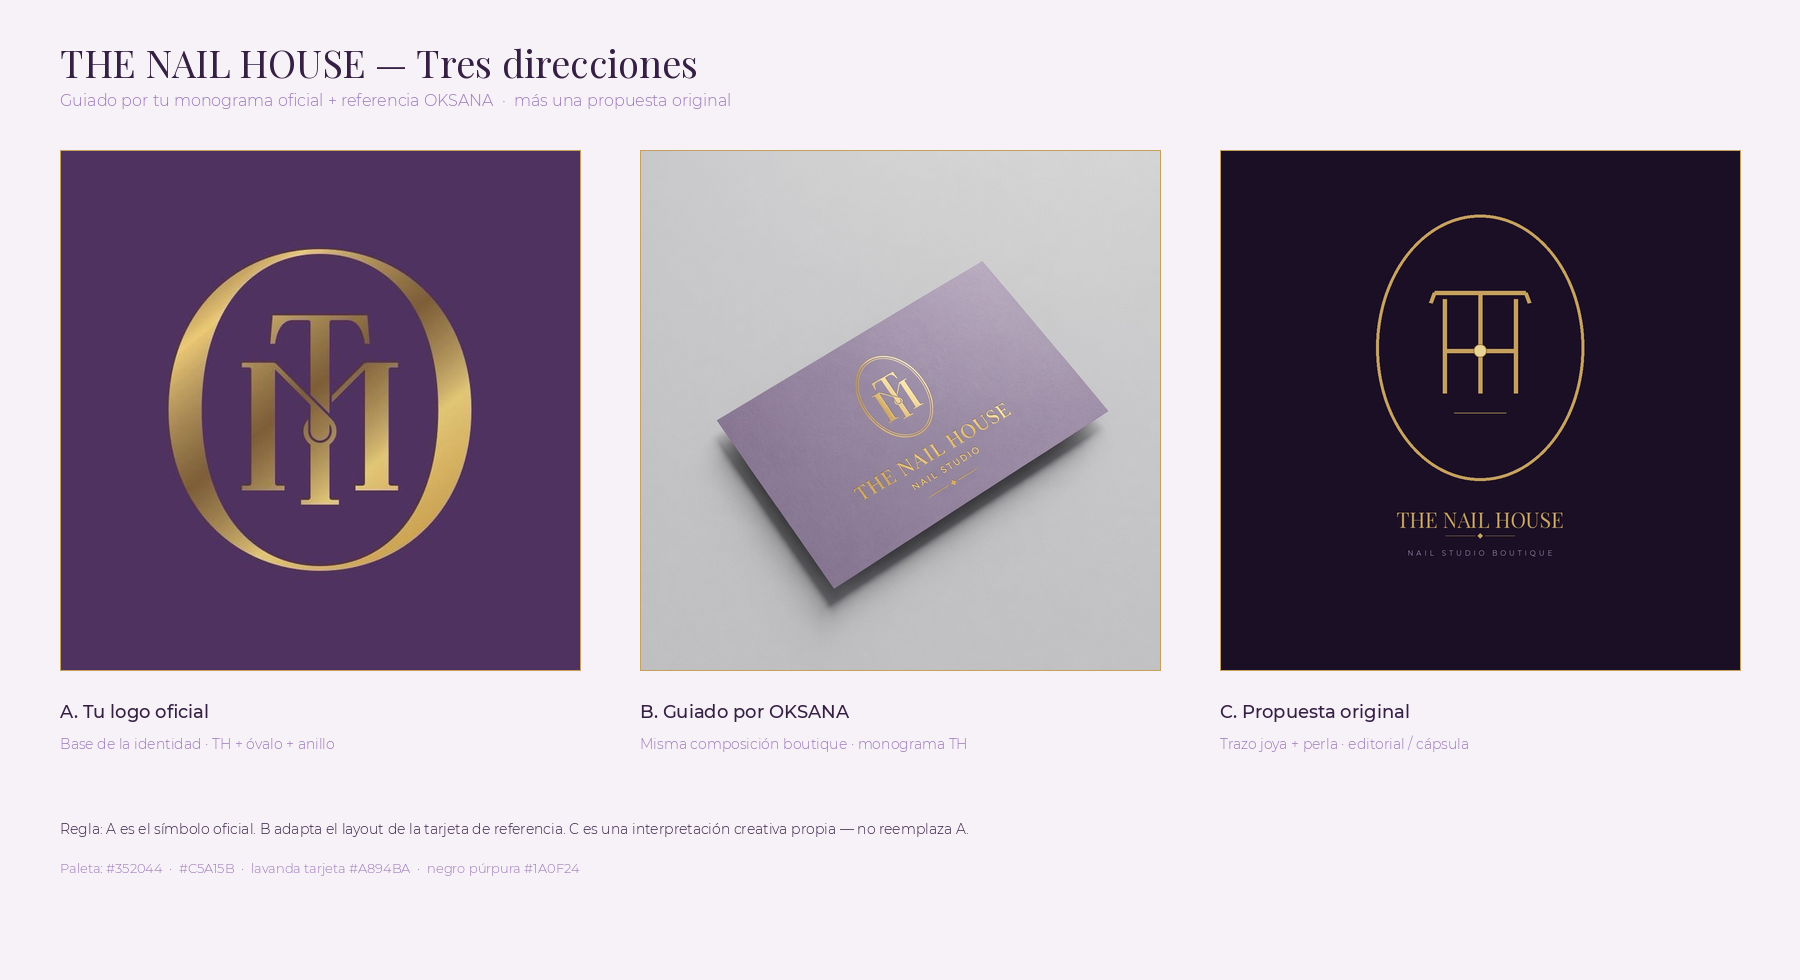 THE NAIL HOUSE — Tres direcciones
Guiado por tu monograma oficial + referencia OKSANA · más una propuesta original
THE NAIL HOUSE
NAIL STUDIO
TH
THE NAIL HOUSE
NAIL STUDIO BOUTIQUE
A. Tu logo oficial
Base de la identidad · TH + óvalo + anillo
B. Guiado por OKSANA
Misma composición boutique · monograma TH
C. Propuesta original
Trazo joya + perla · editorial / cápsula
Regla: A es el símbolo oficial. B adapta el layout de la tarjeta de referencia. C es una interpretación creativa propia — no reemplaza A.
Paleta: #352044 · #C5A15B · lavanda tarjeta #A894BA · negro púrpura #1A0F24